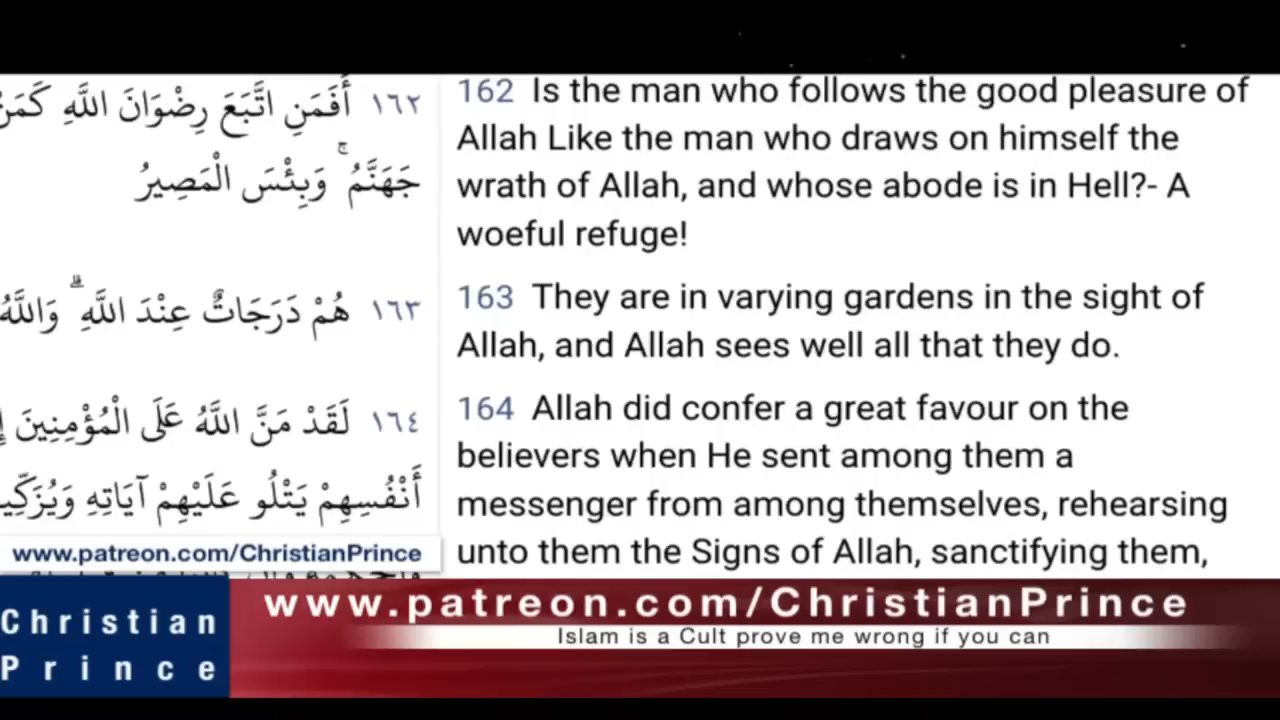 ١٦٢ أَفَمَنِ اتَّبَعَ رِضْوَانَ اللَّهِ
جَهَنَّمُ ۚ وَبِئْسَ الْمَصِيرُ
١٦٣ هُمْ دَرَجَاتٌ عِنْدَ اللَّهِ ۗ وَاللَّهُ
١٦٤ لَقَدْ مَنَّ اللَّهُ عَلَى الْمُؤْمِنِينَ
أَنْفُسِهِمْ يَتْلُو عَلَيْهِمْ آيَاتِهِ
162 Is the man who follows the good pleasure of
Allah Like the man who draws on himself the
wrath of Allah, and whose abode is in Hell?- A
woeful refuge!
163 They are in varying gardens in the sight of
Allah, and Allah sees well all that they do.
164 Allah did confer a great favour on the
believers when He sent among them a
messenger from among themselves, rehearsing
unto them the Signs of Allah, sanctifying them,
www.patreon.com/ChristianPrince
Christian
Prince
www.patreon.com/ChristianPrince
Islam is a Cult prove me wrong if you can